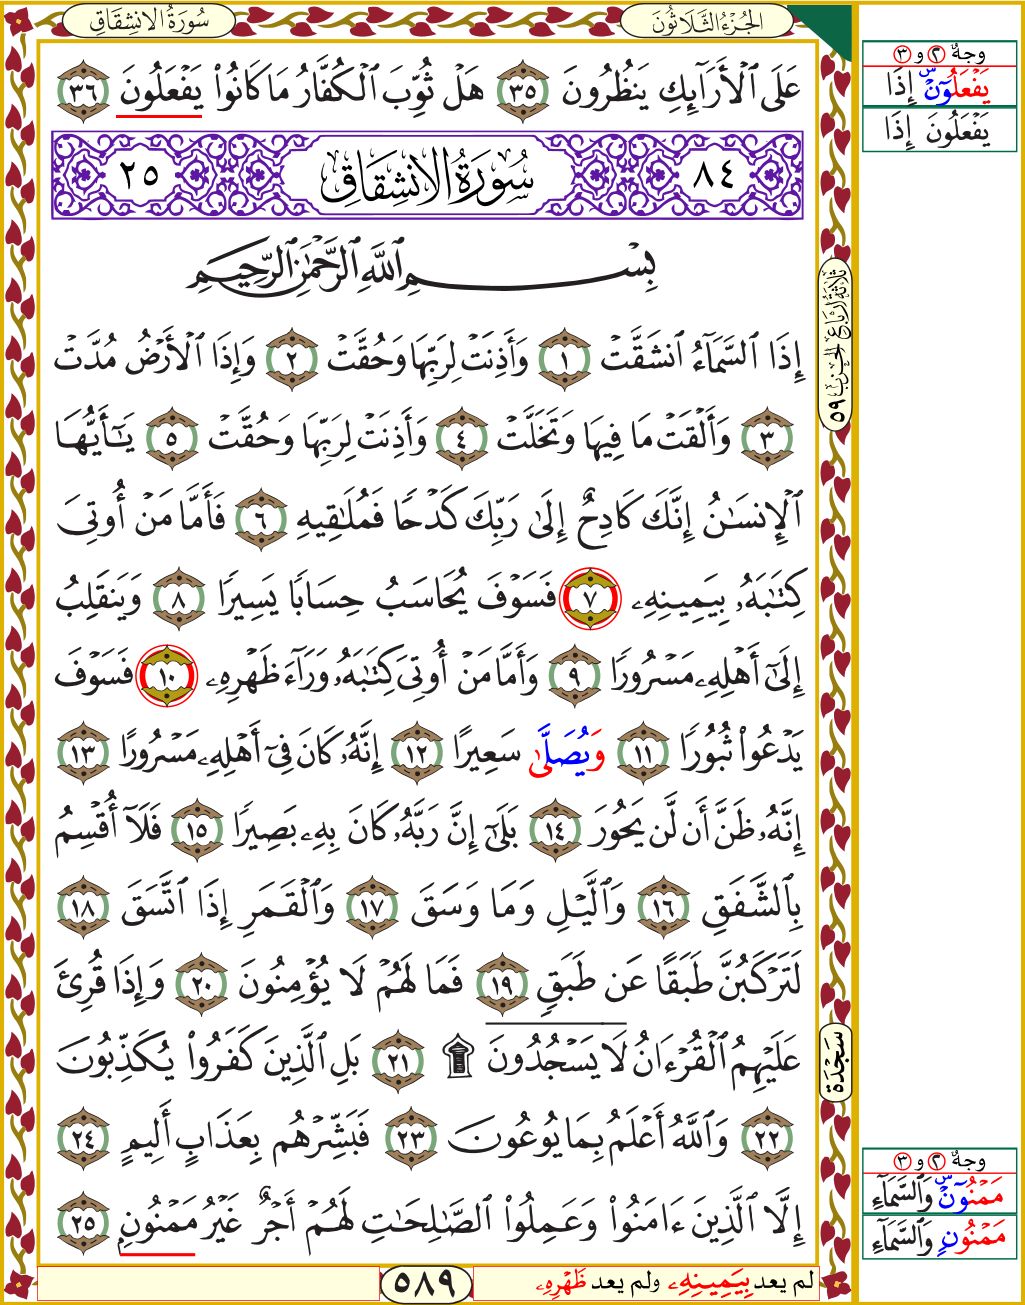 سُورَةُ الانشِقَاقِ
الجُزءُ الثَّلَاثُونَ
عَلَى ٱلْأَرَآئِكِ يَنظُرُونَ ٣٥ هَلْ ثُوِّبَ ٱلْكُفَّارُ مَا كَانُوا۟ يَفْعَلُونَ ٣٦
٨٤ سُورَةُ الانشِقَاقِ ٢٥
بِسْمِ ٱللَّهِ ٱلرَّحْمَٰنِ ٱلرَّحِيمِ
إِذَا ٱلسَّمَآءُ ٱنشَقَّتْ ١ وَأَذِنَتْ لِرَبِّهَا وَحُقَّتْ ٢ وَإِذَا ٱلْأَرْضُ مُدَّتْ
٣ وَأَلْقَتْ مَا فِيهَا وَتَخَلَّتْ ٤ وَأَذِنَتْ لِرَبِّهَا وَحُقَّتْ ٥ يَٰٓأَيُّهَا
ٱلْإِنسَٰنُ إِنَّكَ كَادِحٌ إِلَىٰ رَبِّكَ كَدْحًا فَمُلَٰقِيهِ ٦ فَأَمَّا مَنْ أُوتِىَ
كِتَٰبَهُۥ بِيَمِينِهِۦ ٧ فَسَوْفَ يُحَاسَبُ حِسَابًا يَسِيرًا ٨ وَيَنقَلِبُ
إِلَىٰٓ أَهْلِهِۦ مَسْرُورًا ٩ وَأَمَّا مَنْ أُوتِىَ كِتَٰبَهُۥ وَرَآءَ ظَهْرِهِۦ ١٠ فَسَوْفَ
يَدْعُوا۟ ثُبُورًا ١١ وَيُصَلَّىٰ سَعِيرًا ١٢ إِنَّهُۥ كَانَ فِىٓ أَهْلِهِۦ مَسْرُورًا ١٣
إِنَّهُۥ ظَنَّ أَن لَّن يَحُورَ ١٤ بَلَىٰٓ إِنَّ رَبَّهُۥ كَانَ بِهِۦ بَصِيرًا ١٥ فَلَآ أُقْسِمُ
بِٱلشَّفَقِ ١٦ وَٱلَّيْلِ وَمَا وَسَقَ ١٧ وَٱلْقَمَرِ إِذَا ٱتَّسَقَ ١٨
لَتَرْكَبُنَّ طَبَقًا عَن طَبَقٍ ١٩ فَمَا لَهُمْ لَا يُؤْمِنُونَ ٢٠ وَإِذَا قُرِئَ
عَلَيْهِمُ ٱلْقُرْءَانُ لَا يَسْجُدُونَ ۩ ٢١ بَلِ ٱلَّذِينَ كَفَرُوا۟ يُكَذِّبُونَ
٢٢ وَٱللَّهُ أَعْلَمُ بِمَا يُوعُونَ ٢٣ فَبَشِّرْهُم بِعَذَابٍ أَلِيمٍ ٢٤
إِلَّا ٱلَّذِينَ ءَامَنُوا۟ وَعَمِلُوا۟ ٱلصَّٰلِحَٰتِ لَهُمْ أَجْرٌ غَيْرُ مَمْنُونٍۭ ٢٥
لم يعد بِيَمِينِهِۦ ولم يعد ظَهْرِهِۦ
٥٨٩
ثلاثة أرباع الحزب ٥٩
سَجْدَة
وجهٌ ٢ و ٣
يَفْعَلُونَ ۜ إِذَا
يَفْعَلُونَ إِذَا
وجهٌ ٢ و ٣
مَمْنُونٍ ۜ وَٱلسَّمَآءِ
مَمْنُونٍ وَٱلسَّمَآءِ